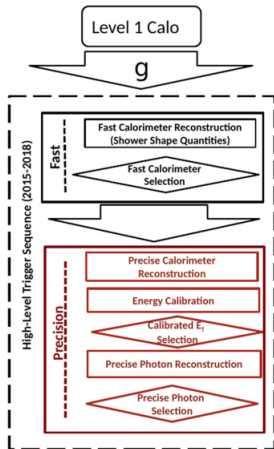 Level 1 Calo
g
High-Level Trigger Sequence (2015-2018)
Fast
Fast Calorimeter Reconstruction
(Shower Shape Quantities)
Fast Calorimeter
Selection
Precision
Precise Calorimeter
Reconstruction
Energy Calibration
Calibrated ET
Selection
Precise Photon Reconstruction
Precise Photon
Selection